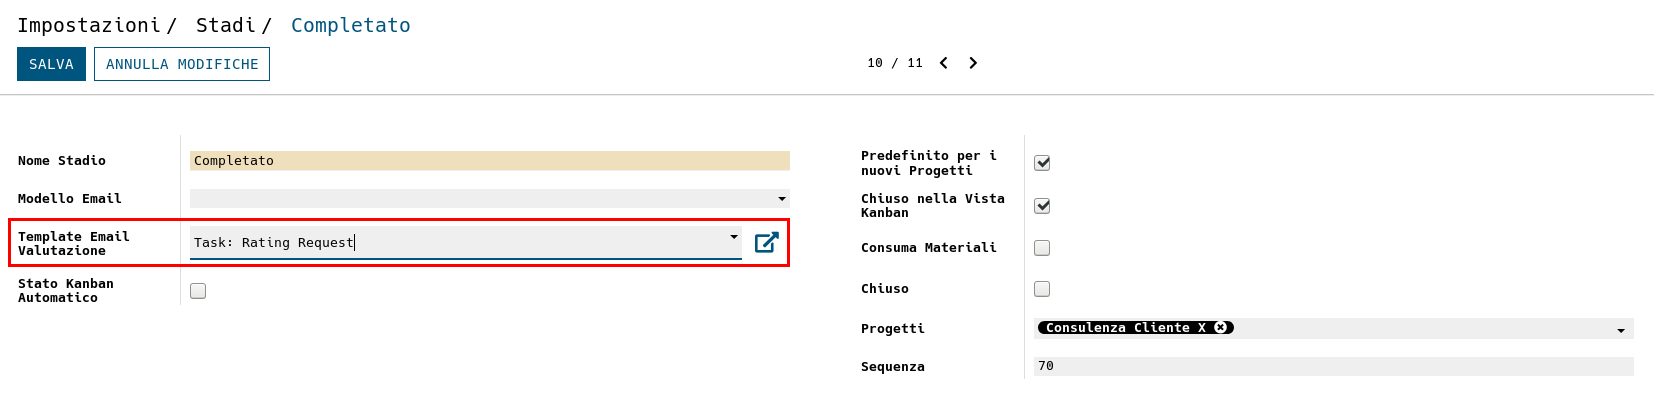 Impostazioni / Stadi / Completato
SALVA ANNULLA MODIFICHE 10 / 11
Nome Stadio Completato
Modello Email
Template Email
Valutazione
Task: Rating Request
Stato Kanban
Automatico
Predefinito per i
nuovi Progetti
Chiuso nella Vista
Kanban
Consuma Materiali
Chiuso
Progetti Consulenza Cliente X
Sequenza 70